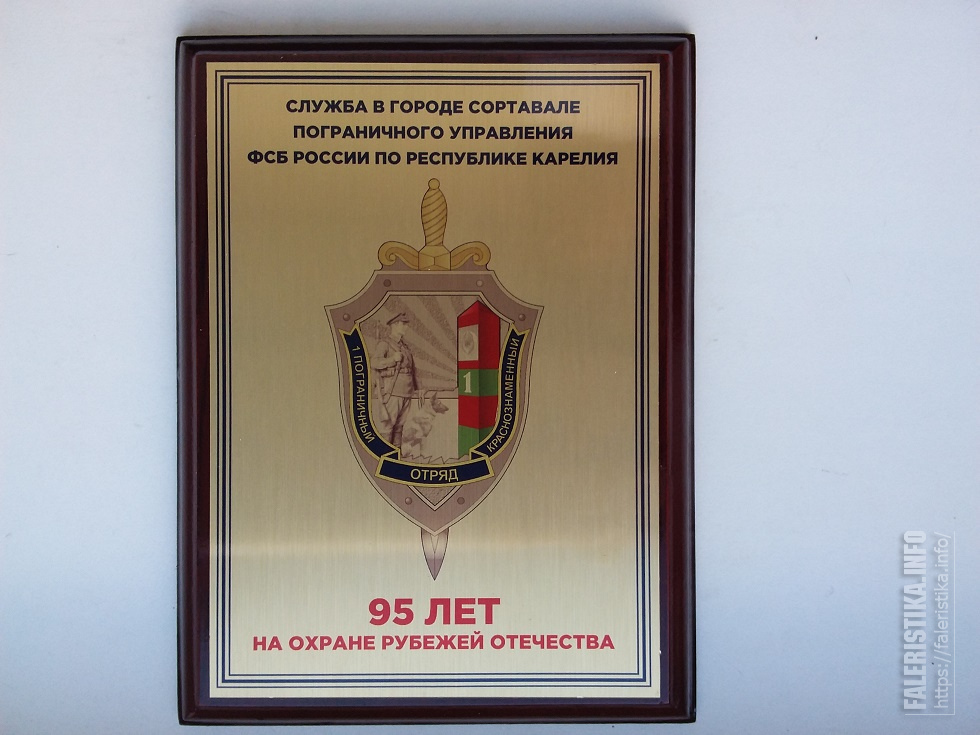 СЛУЖБА В ГОРОДЕ СОРТАВАЛЕ
ПОГРАНИЧНОГО УПРАВЛЕНИЯ
ФСБ РОССИИ ПО РЕСПУБЛИКЕ КАРЕЛИЯ
1
1 ПОГРАНИЧНЫЙ
КРАСНОЗНАМЕННЫЙ
ОТРЯД
95 ЛЕТ
НА ОХРАНЕ РУБЕЖЕЙ ОТЕЧЕСТВА
FALERISTIKA.INFO
https://faleristika.info/